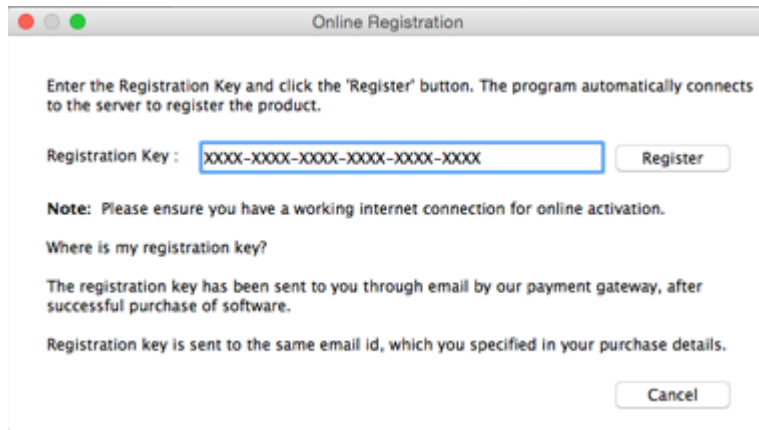 Online Registration
Enter the Registration Key and click the 'Register' button. The program automatically connects
to the server to register the product.
Registration Key : XXXX-XXXX-XXXX-XXXX-XXXX-XXXX Register
Note: Please ensure you have a working internet connection for online activation.
Where is my registration key?
The registration key has been sent to you through email by our payment gateway, after
successful purchase of software.
Registration key is sent to the same email id, which you specified in your purchase details.
Cancel